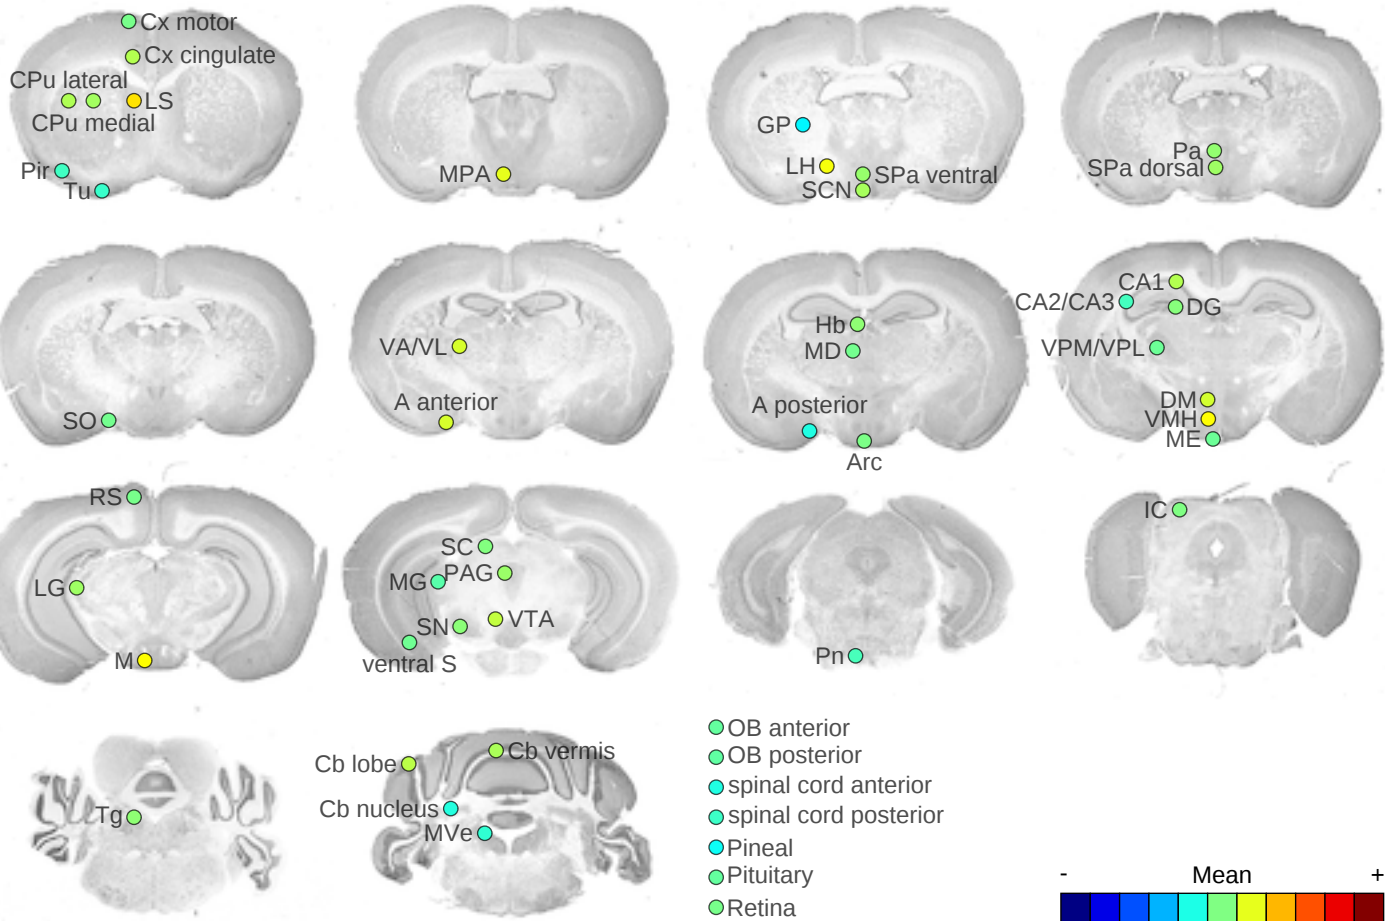 Cx motor
Cx cingulate
CPu lateral
LS
CPu medial
Pir
Tu
MPA
GP
LH
SPa ventral
SCN
Pa
SPa dorsal
SO
VA/VL
A anterior
Hb
MD
A posterior
Arc
CA1
CA2/CA3
DG
VPM/VPL
DM
VMH
ME
RS
LG
M
SC
MG
PAG
SN
VTA
ventral S
Pn
IC
Tg
Cb lobe
Cb vermis
Cb nucleus
MVe
OB anterior
OB posterior
spinal cord anterior
spinal cord posterior
Pineal
Pituitary
Retina
- Mean +